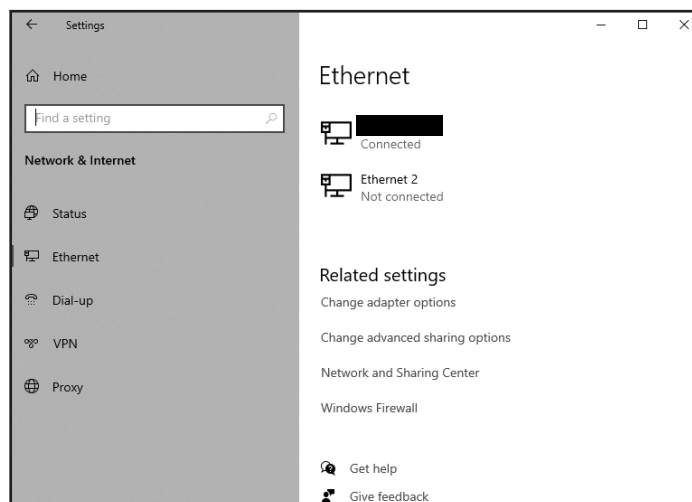 Settings
Home
Find a setting
Network & Internet
Status
Ethernet
Dial-up
VPN
Proxy
Ethernet
Connected
Ethernet 2
Not connected
Related settings
Change adapter options
Change advanced sharing options
Network and Sharing Center
Windows Firewall
Get help
Give feedback